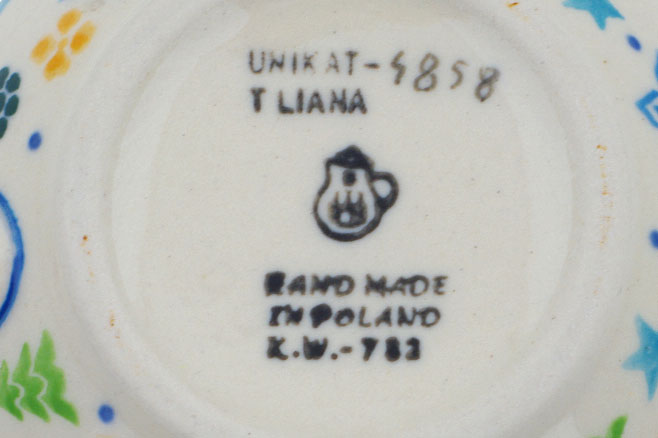 UNIKAT-4858
T LIANA
HAND MADE
IN POLAND
K.W.-783